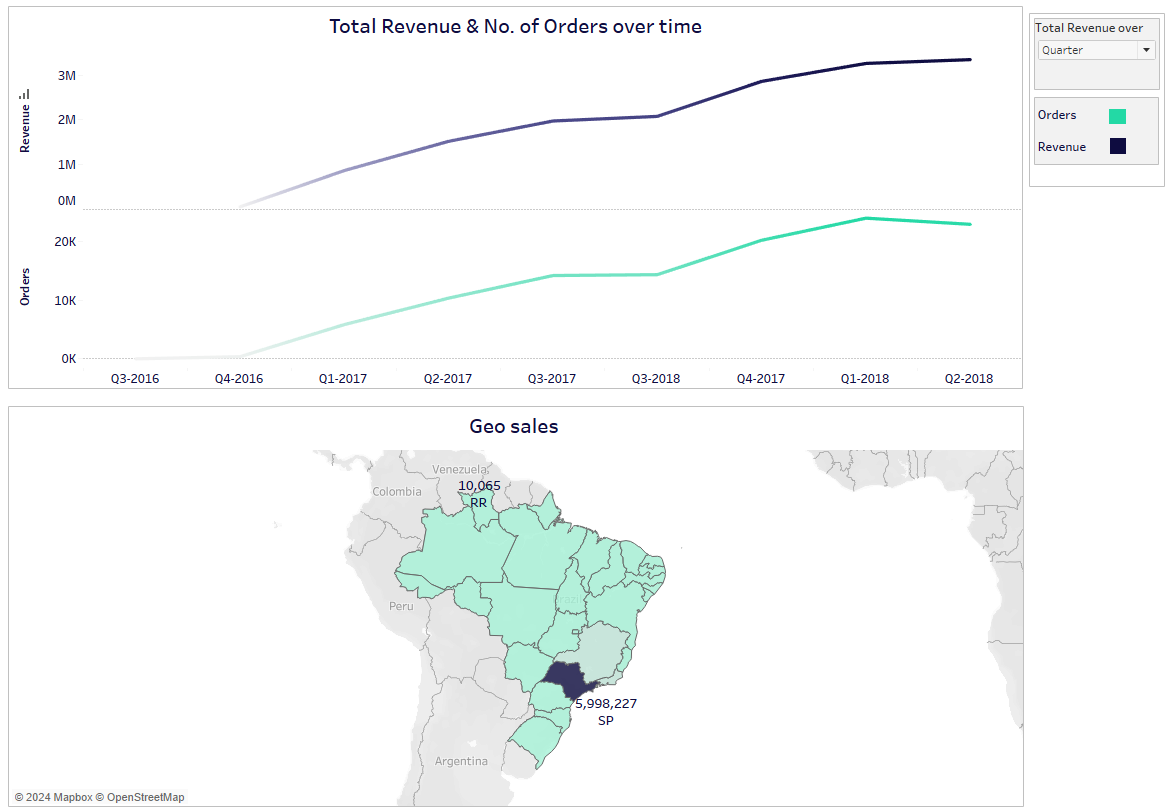 Total Revenue & No. of Orders over time
Total Revenue over
Quarter
Orders
Revenue
Revenue
3M
2M
1M
0M
Orders
20K
10K
0K
Q3-2016
Q4-2016
Q1-2017
Q2-2017
Q3-2017
Q3-2018
Q4-2017
Q1-2018
Q2-2018
Geo sales
Venezuela
10,065
RR
Colombia
Brazil
Peru
5,998,227
SP
Argentina
© 2024 Mapbox © OpenStreetMap